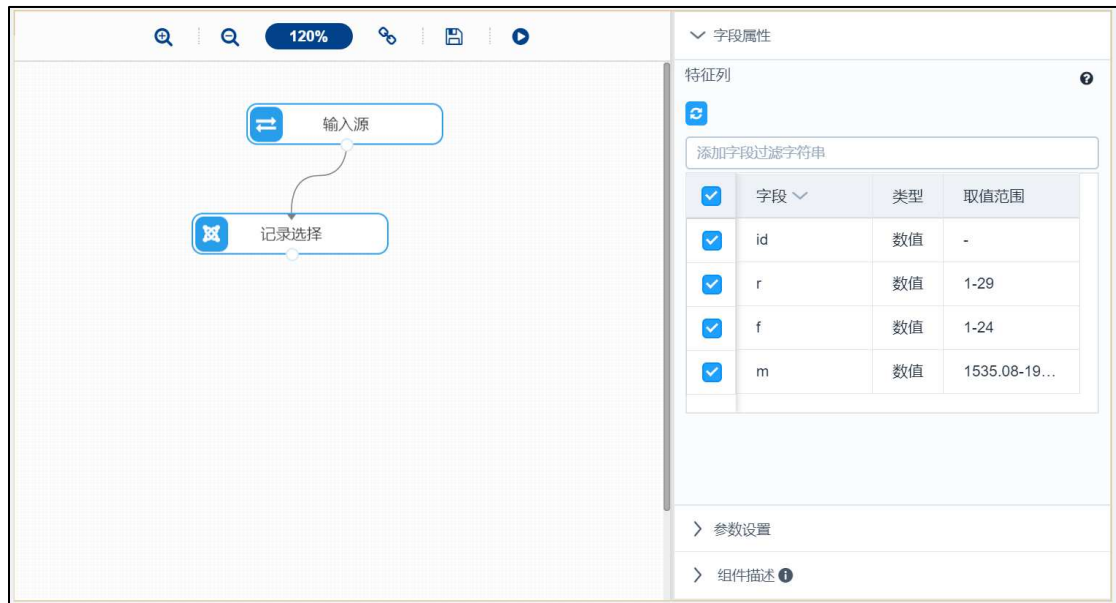 120%
字段属性
特征列
添加字段过滤字符串
字段 类型 取值范围
id 数值 -
r 数值 1-29
f 数值 1-24
m 数值 1535.08-19...
输入源
记录选择
参数设置
组件描述